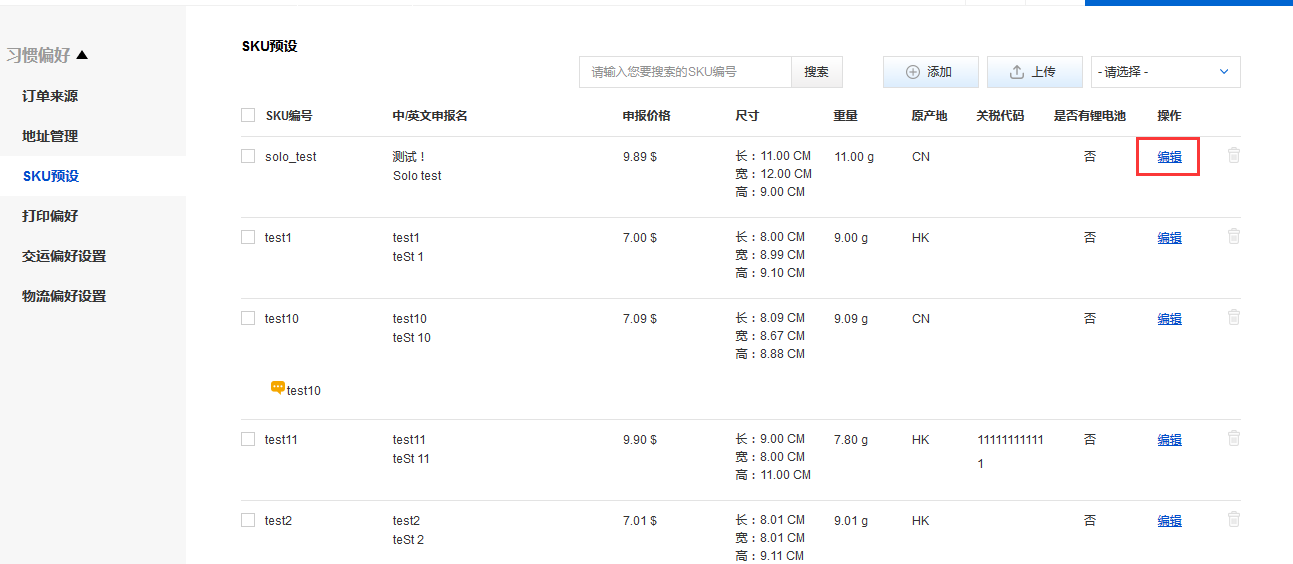 习惯偏好
订单来源
地址管理
SKU预设
打印偏好
交运偏好设置
物流偏好设置
SKU预设
请输入您要搜索的SKU编号 搜索 添加 上传 - 请选择 -
SKU编号 中/英文申报名 申报价格 尺寸 重量 原产地 关税代码 是否有锂电池 操作
solo_test 测试！ 9.89 $ 长：11.00 CM 11.00 g CN 否 编辑
Solo test 宽：12.00 CM
高：9.00 CM
test1 test1 7.00 $ 长：8.00 CM 9.00 g HK 否 编辑
teSt 1 宽：8.99 CM
高：9.10 CM
test10 test10 7.09 $ 长：8.09 CM 9.09 g CN 否 编辑
teSt 10 宽：8.67 CM
高：8.88 CM
test10
test11 test11 9.90 $ 长：9.00 CM 7.80 g HK 11111111111 否 编辑
teSt 11 宽：8.00 CM 1
高：11.00 CM
test2 test2 7.01 $ 长：8.01 CM 9.01 g HK 否 编辑
teSt 2 宽：8.01 CM
高：9.11 CM